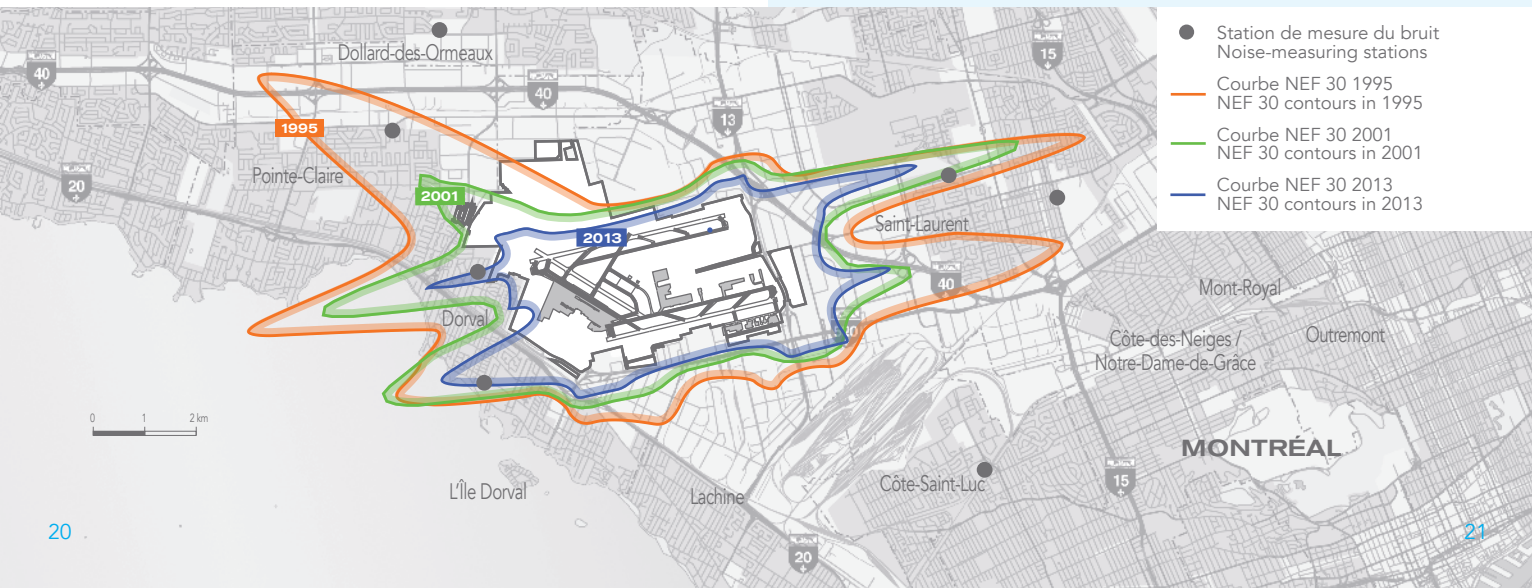 Station de mesure du bruit
Noise-measuring stations
Courbe NEF 30 1995
NEF 30 contours in 1995
Courbe NEF 30 2001
NEF 30 contours in 2001
Courbe NEF 30 2013
NEF 30 contours in 2013
Dollard-des-Ormeaux
40
40
15
13
1995
Pointe-Claire
20
2001
2013
Saint-Laurent
40
Dorval
Mont-Royal
Côte-des-Neiges /
Notre-Dame-de-Grâce
Outremont
0 1 2 km
MONTRÉAL
L'Île Dorval
Lachine
Côte-Saint-Luc
15
20
20
21